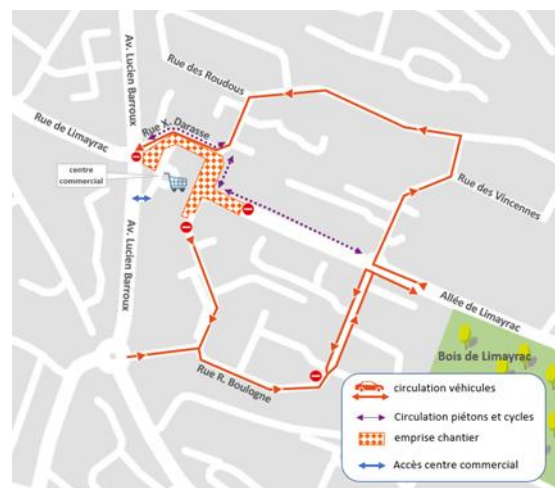 Av. Lucien Barroux
Rue des Roudous
Rue de Limayrac
Rue X. Darasse
centre
commercial
Rue des Vincennes
Av. Lucien Barroux
Allée de Limayrac
Bois de Limayrac
Rue R. Boulogne
circulation véhicules
Circulation piétons et cycles
emprise chantier
Accès centre commercial